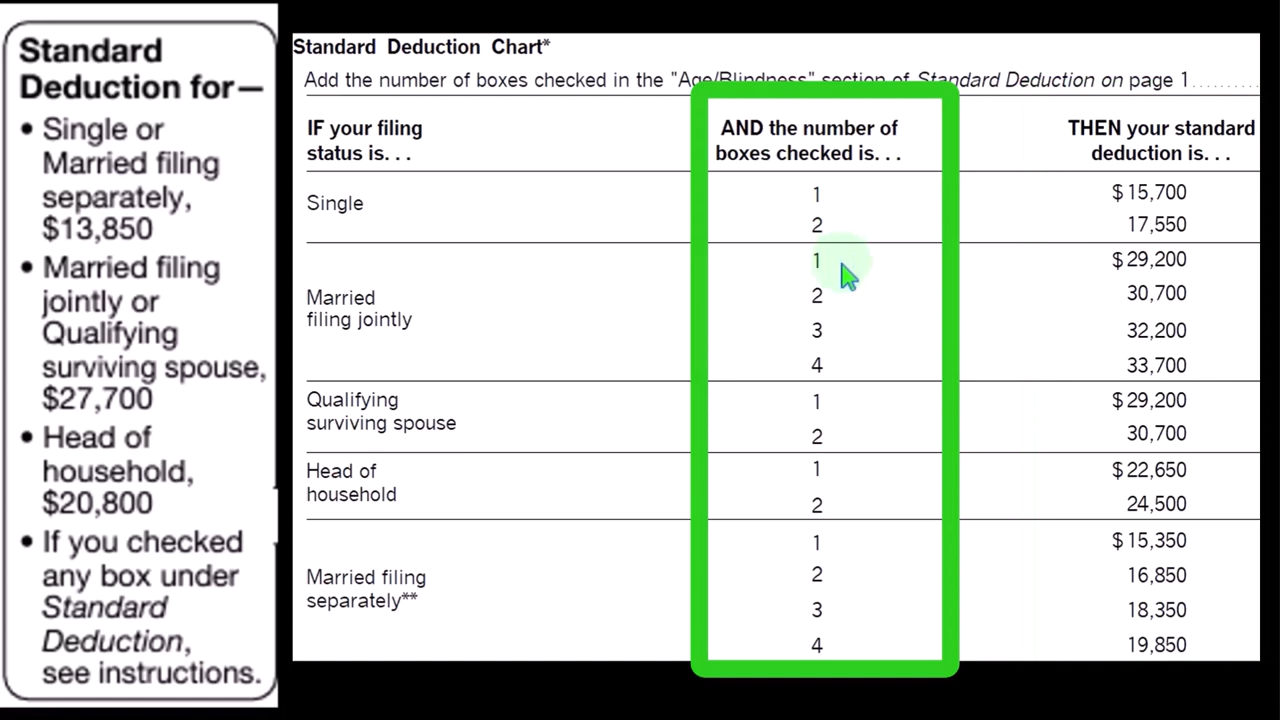 Standard
Deduction for—
• Single or
Married filing
separately,
$13,850
• Married filing
jointly or
Qualifying
surviving spouse,
$27,700
• Head of
household,
$20,800
• If you checked
any box under
Standard
Deduction,
see instructions.
Standard Deduction Chart*
Add the number of boxes checked in the "Age/Blindness" section of Standard Deduction on page 1..........
IF your filing
status is. . .
AND the number of
boxes checked is. . .
THEN your standard
deduction is. . .
Single
1 $ 15,700
2 17,550
Married
filing jointly
1 $ 29,200
2 30,700
3 32,200
4 33,700
Qualifying
surviving spouse
1 $ 29,200
2 30,700
Head of
household
1 $ 22,650
2 24,500
Married filing
separately**
1 $ 15,350
2 16,850
3 18,350
4 19,850